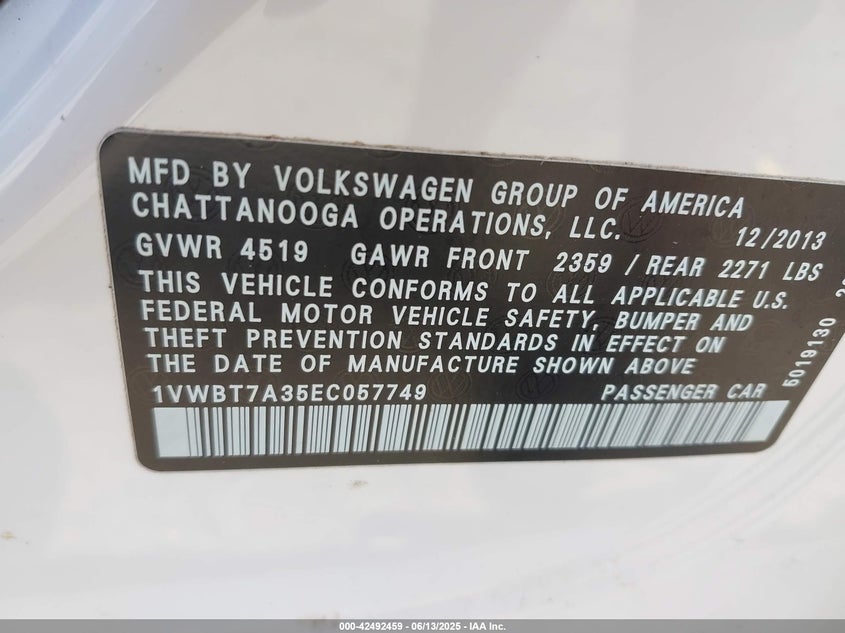 MFD BY VOLKSWAGEN GROUP OF AMERICA
CHATTANOOGA OPERATIONS, LLC. 12/2013
GVWR 4519 GAWR FRONT 2359 / REAR 2271 LBS
THIS VEHICLE CONFORMS TO ALL APPLICABLE U.S.
FEDERAL MOTOR VEHICLE SAFETY, BUMPER AND
THEFT PREVENTION STANDARDS IN EFFECT ON
THE DATE OF MANUFACTURE SHOWN ABOVE
1VWBT7A35EC057749 PASSENGER CAR
5019130
000-42492459 - 06/13/2025 - IAA Inc.